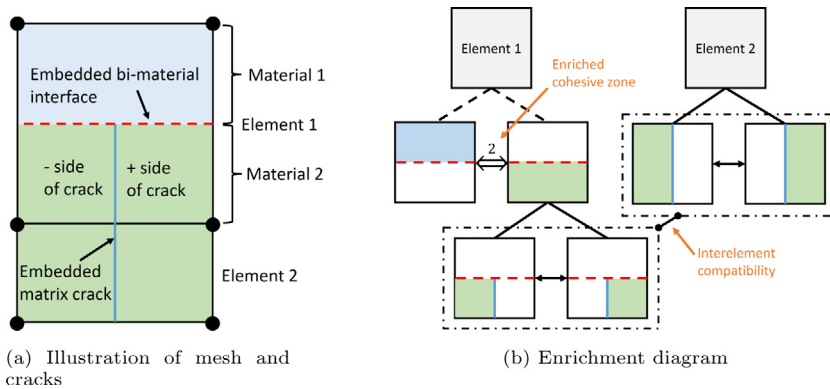 Embedded bi-material
interface
Material 1
Element 1
- side
of crack
+ side
of crack
Material 2
Embedded
matrix crack
Element 2
(a) Illustration of mesh and
cracks
Element 1
Enriched
cohesive zone
2
Element 2
Interelement
compatibility
(b) Enrichment diagram